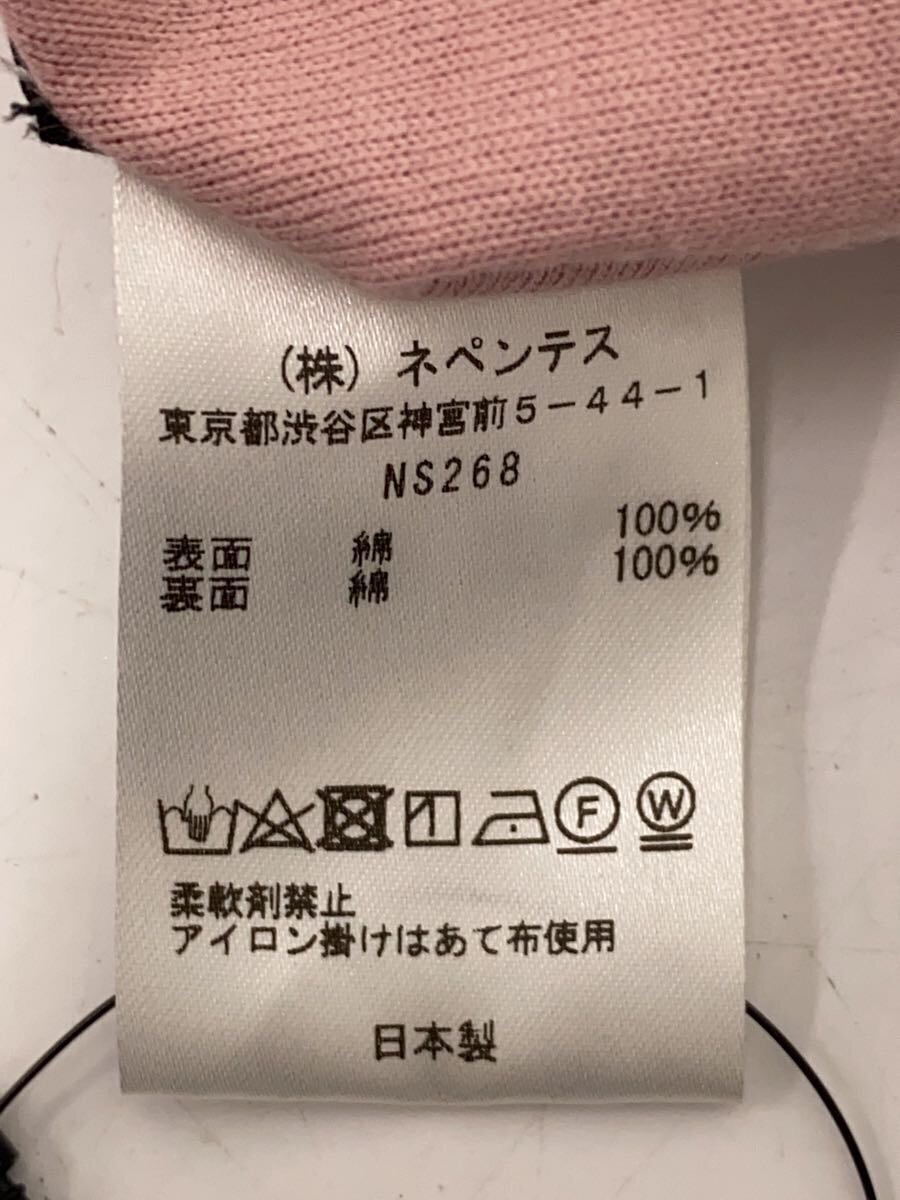 (株) ネペンテス
東京都渋谷区神宮前5-44-1
NS268
表面 綿 100%
裏面 綿 100%
F W
柔軟剤禁止
アイロン掛けはあて布使用
日本製